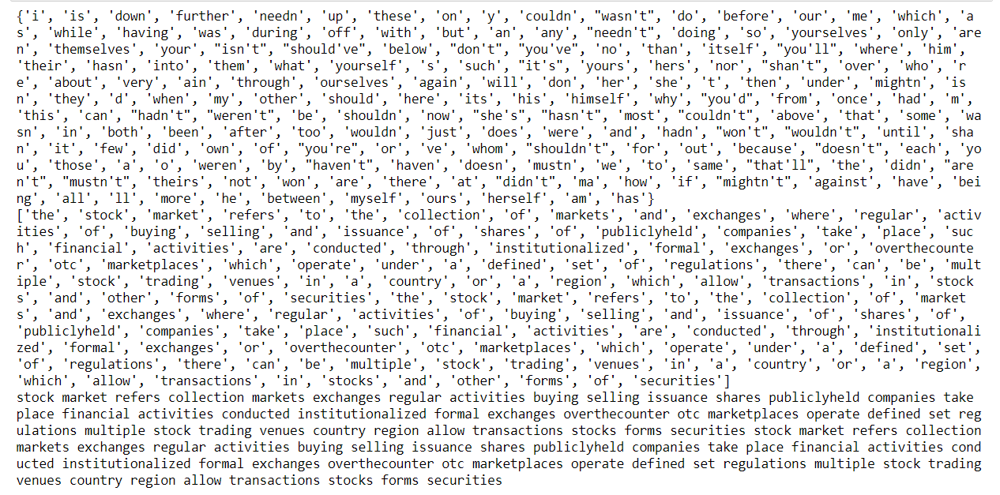 {'i', 'is', 'down', 'further', 'needn', 'up', 'these', 'on', 'y', 'couldn', "wasn't", 'do', 'before', 'our', 'me', 'which', 'a
s', 'while', 'having', 'was', 'during', 'off', 'with', 'but', 'an', 'any', "needn't", 'doing', 'so', 'yourselves', 'only', 'are
n', 'themselves', 'your', "isn't", "should've", 'below', "don't", "you've", 'no', 'than', 'itself', "you'll", 'where', 'him',
'their', 'hasn', 'into', 'them', 'what', 'yourself', 's', 'such', "it's", 'yours', 'hers', 'nor', "shan't", 'over', 'who', 'r
e', 'about', 'very', 'ain', 'through', 'ourselves', 'again', 'will', 'don', 'her', 'she', 't', 'then', 'under', 'mightn', 'is
n', 'they', 'd', 'when', 'my', 'other', 'should', 'here', 'its', 'his', 'himself', 'why', "you'd", 'from', 'once', 'had', 'm',
'this', 'can', "hadn't", "weren't", 'be', 'shouldn', 'now', "she's", "hasn't", 'most', "couldn't", 'above', 'that', 'some', 'wa
sn', 'in', 'both', 'been', 'after', 'too', 'wouldn', 'just', 'does', 'were', 'and', 'hadn', "won't", "wouldn't", 'until', 'sha
n', 'it', 'few', 'did', 'own', 'of', "you're", 'or', 've', 'whom', "shouldn't", 'for', 'out', 'because', "doesn't", 'each', 'yo
u', 'those', 'a', 'o', 'weren', 'by', "haven't", 'haven', 'doesn', 'mustn', 'we', 'to', 'same', "that'll", 'the', 'didn', "are
n't", "mustn't", 'theirs', 'not', 'won', 'are', 'there', 'at', "didn't", 'ma', 'how', 'if', "mightn't", 'against', 'have', 'bei
ng', 'all', 'll', 'more', 'he', 'between', 'myself', 'ours', 'herself', 'am', 'has'}
['the', 'stock', 'market', 'refers', 'to', 'the', 'collection', 'of', 'markets', 'and', 'exchanges', 'where', 'regular', 'activ
ities', 'of', 'buying', 'selling', 'and', 'issuance', 'of', 'shares', 'of', 'publiclyheld', 'companies', 'take', 'place', 'suc
h', 'financial', 'activities', 'are', 'conducted', 'through', 'institutionalized', 'formal', 'exchanges', 'or', 'overthecounte
r', 'otc', 'marketplaces', 'which', 'operate', 'under', 'a', 'defined', 'set', 'of', 'regulations', 'there', 'can', 'be', 'mult
iple', 'stock', 'trading', 'venues', 'in', 'a', 'country', 'or', 'a', 'region', 'which', 'allow', 'transactions', 'in', 'stock
s', 'and', 'other', 'forms', 'of', 'securities', 'the', 'stock', 'market', 'refers', 'to', 'the', 'collection', 'of', 'market
s', 'and', 'exchanges', 'where', 'regular', 'activities', 'of', 'buying', 'selling', 'and', 'issuance', 'of', 'shares', 'of',
'publiclyheld', 'companies', 'take', 'place', 'such', 'financial', 'activities', 'are', 'conducted', 'through', 'institutionali
zed', 'formal', 'exchanges', 'or', 'overthecounter', 'otc', 'marketplaces', 'which', 'operate', 'under', 'a', 'defined', 'set',
'of', 'regulations', 'there', 'can', 'be', 'multiple', 'stock', 'trading', 'venues', 'in', 'a', 'country', 'or', 'a', 'region',
'which', 'allow', 'transactions', 'in', 'stocks', 'and', 'other', 'forms', 'of', 'securities']
stock market refers collection markets exchanges regular activities buying selling issuance shares publiclyheld companies take
place financial activities conducted institutionalized formal exchanges overthecounter otc marketplaces operate defined set reg
ulations multiple stock trading venues country region allow transactions stocks forms securities stock market refers collection
markets exchanges regular activities buying selling issuance shares publiclyheld companies take place financial activities cond
ucted institutionalized formal exchanges overthecounter otc marketplaces operate defined set regulations multiple stock trading
venues country region allow transactions stocks forms securities